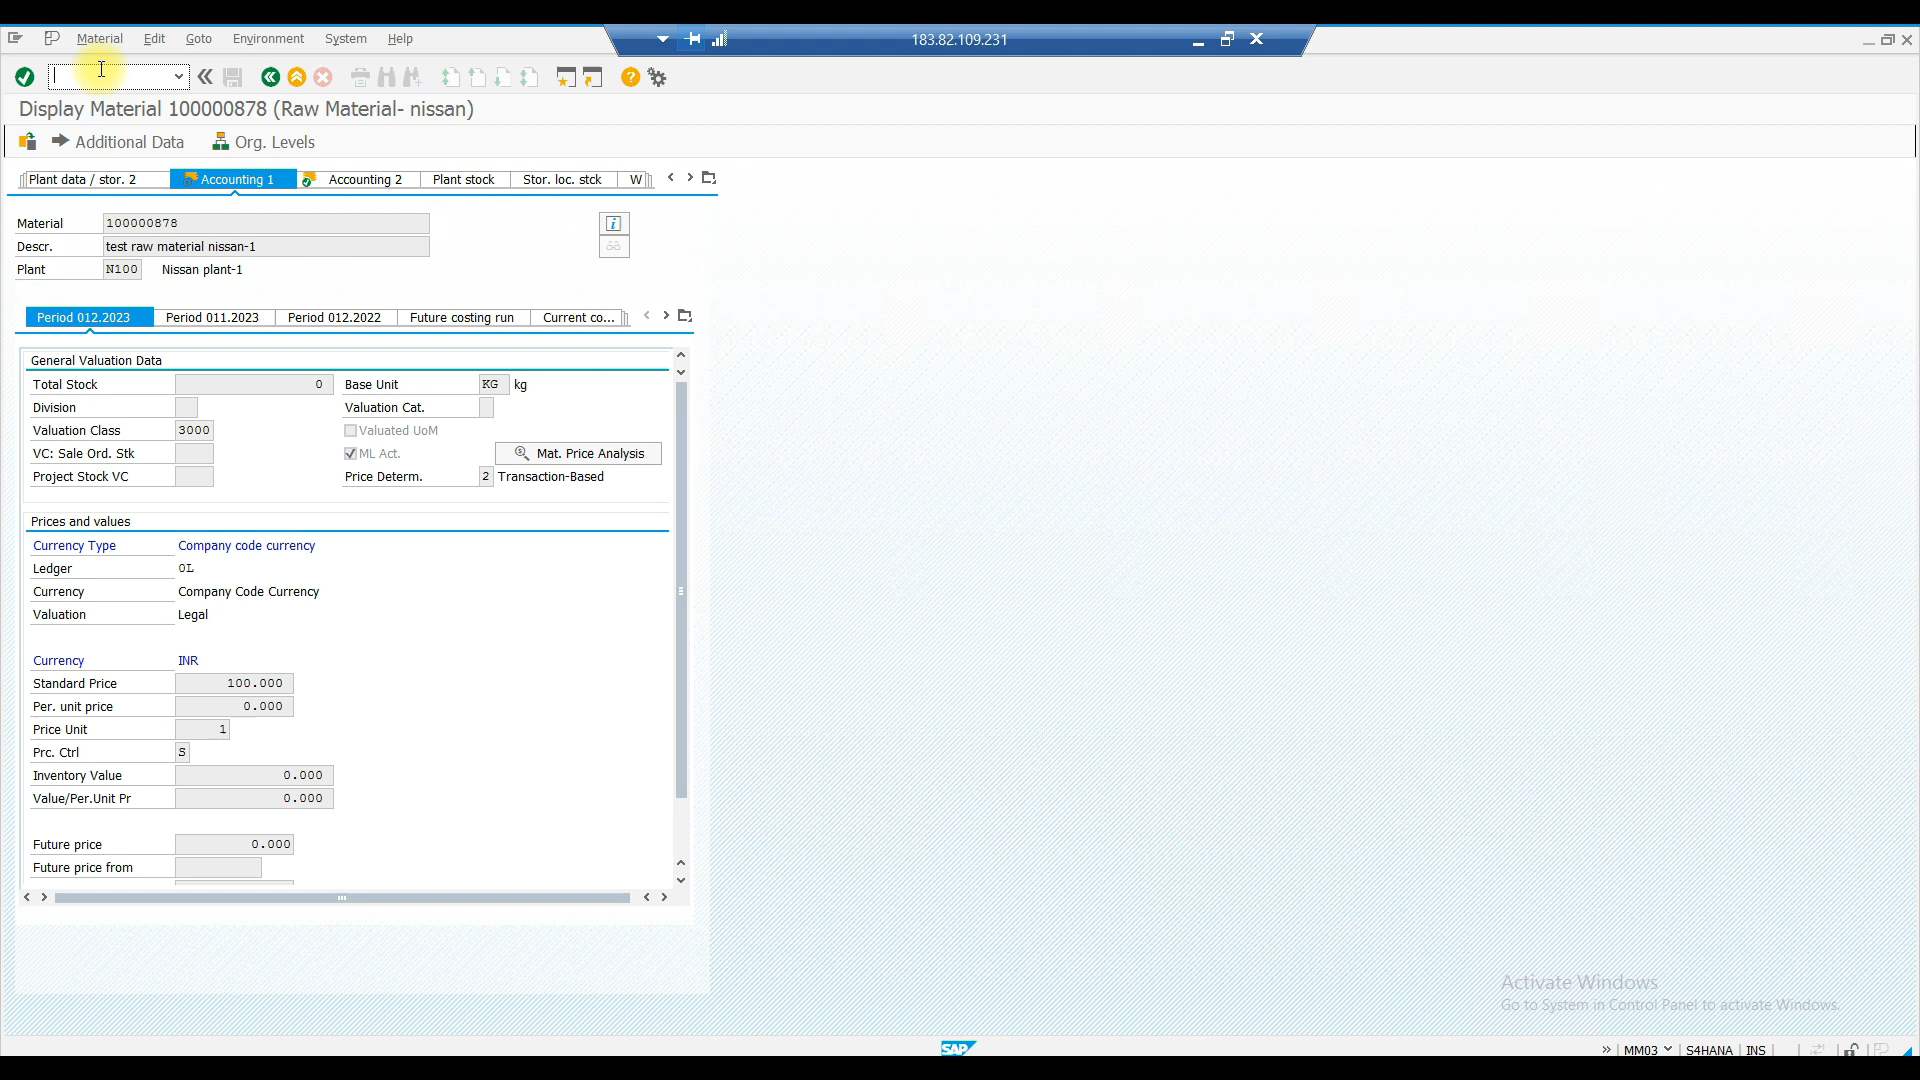 Material Edit Goto Environment System Help
183.82.109.231
Display Material 100000878 (Raw Material- nissan)
Additional Data Org. Levels
Plant data / stor. 2 Accounting 1 Accounting 2 Plant stock Stor. loc. stck W
Material 100000878
Descr. test raw material nissan-1
Plant N100 Nissan plant-1
Period 012.2023 Period 011.2023 Period 012.2022 Future costing run Current co...
General Valuation Data
Total Stock 0 Base Unit KG kg
Division Valuation Cat.
Valuation Class 3000 Valuated UoM
VC: Sale Ord. Stk ML Act. Mat. Price Analysis
Project Stock VC Price Determ. 2 Transaction-Based
Prices and values
Currency Type Company code currency
Ledger 0L
Currency Company Code Currency
Valuation Legal
Currency INR
Standard Price 100.000
Per. unit price 0.000
Price Unit 1
Prc. Ctrl S
Inventory Value 0.000
Value/Per.Unit Pr 0.000
Future price 0.000
Future price from
Activate Windows
Go to System in Control Panel to activate Windows.
SAP
MM03 S4HANA INS